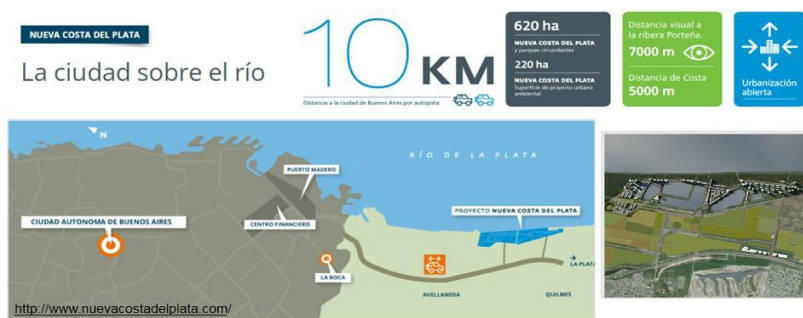 NUEVA COSTA DEL PLATA
La ciudad sobre el río
10 KM
Distancia a la ciudad de Buenos Aires por autopista
620 ha
NUEVA COSTA DEL PLATA
y parques circundantes
220 ha
NUEVA COSTA DEL PLATA
Superficie de proyecto urbano
ambiental
Distancia visual a
la ribera Porteña.
7000 m
Distancia de Costa
5000 m
Urbanización
abierta
N
RÍO DE LA PLATA
PUERTO MADERO
CIUDAD AUTONOMA DE BUENOS AIRES
CENTRO FINANCIERO
PROYECTO NUEVA COSTA DEL PLATA
LA BOCA
LA PLATA
AVELLANEDA
QUILMES
http://www.nuevacostadelplata.com/